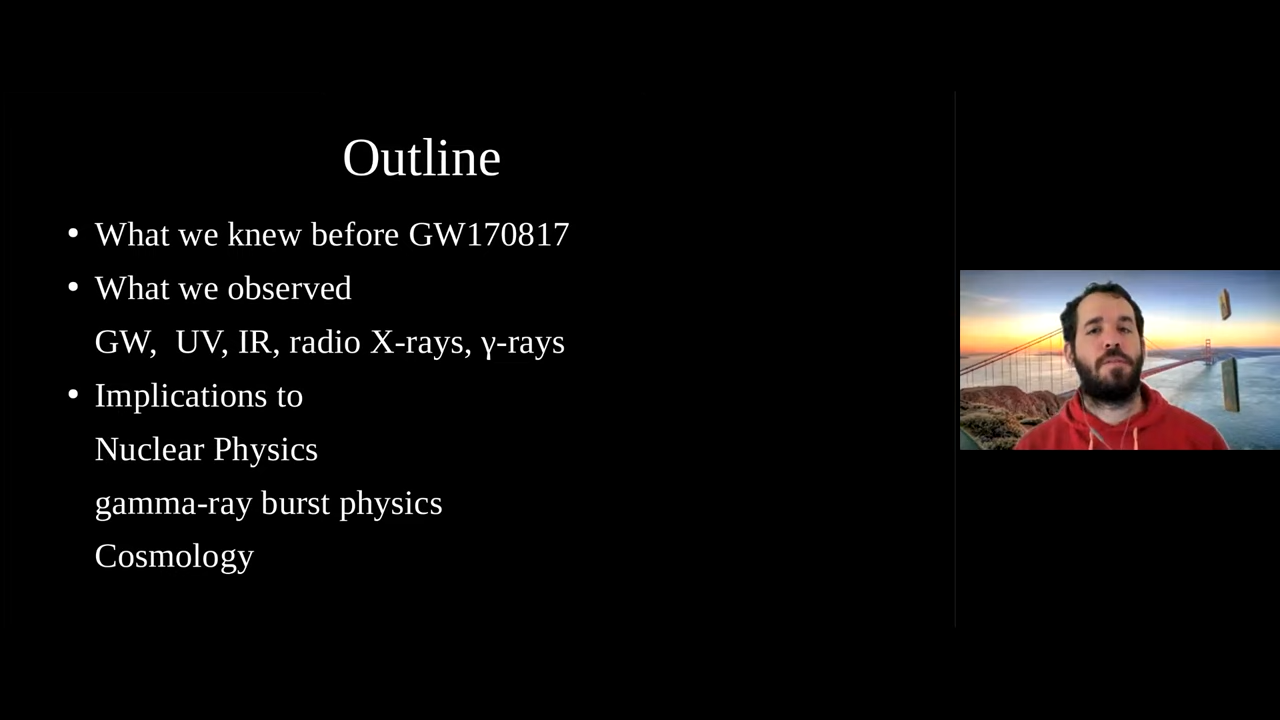 Outline
• What we knew before GW170817
• What we observed
GW,  UV, IR, radio X-rays, γ-rays
• Implications to
Nuclear Physics
gamma-ray burst physics
Cosmology